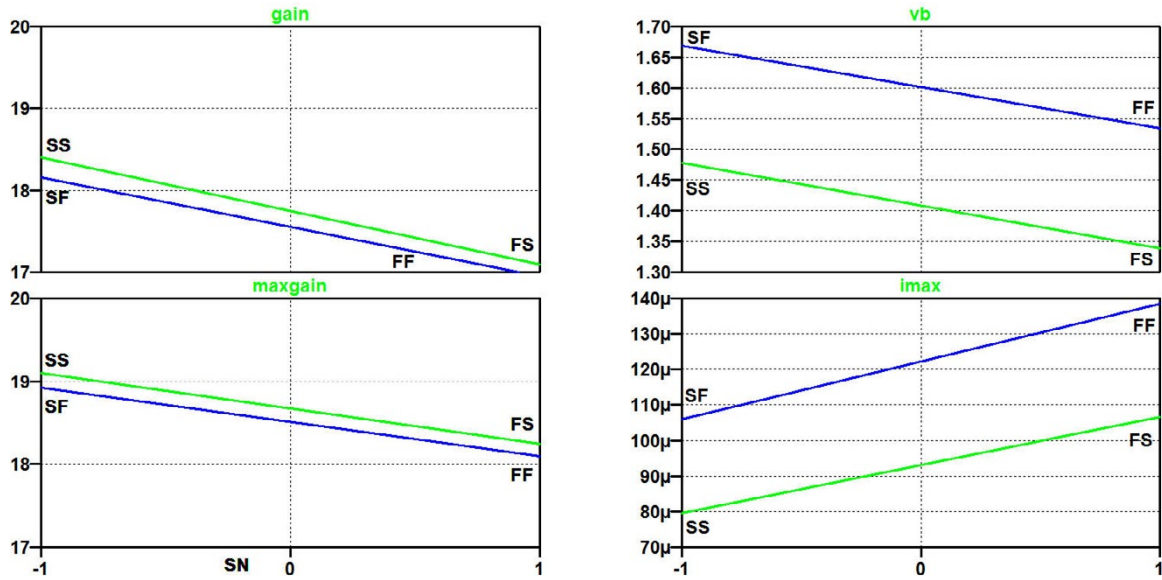 gain
20
19
18
17
SS
SF
FF
FS
vb
1.70
1.65
1.60
1.55
1.50
1.45
1.40
1.35
1.30
SF
FF
SS
FS
maxgain
20
19
18
17
SS
SF
FS
FF
-1
SN
0
1
imax
140µ
130µ
120µ
110µ
100µ
90µ
80µ
70µ
SF
FF
FS
SS
-1
0
1